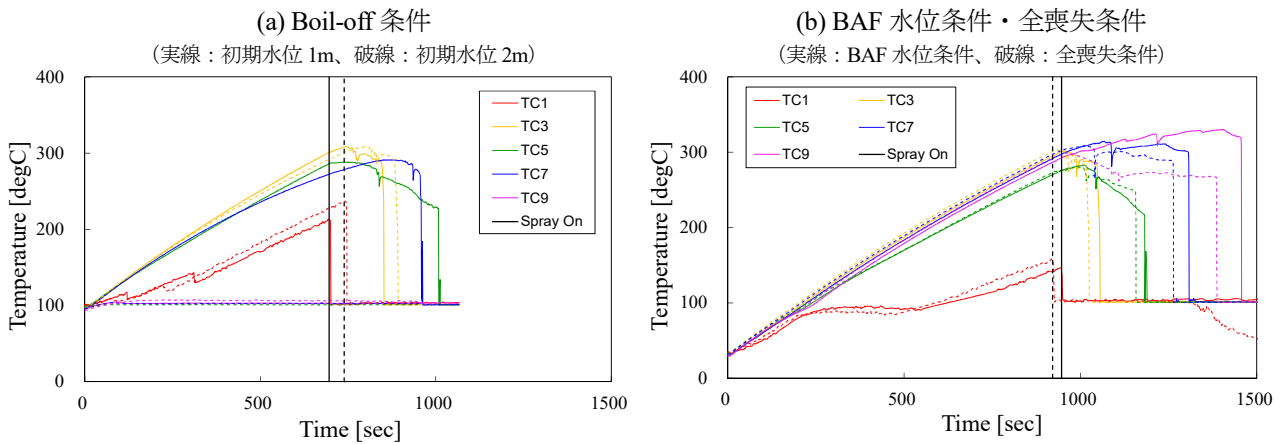 (a) Boil-off 条件
（実線：初期水位 1m、破線：初期水位 2m）
400
300
200
100
0
Temperature [degC]
TC1
TC3
TC5
TC7
TC9
Spray On
0
500
1000
1500
Time [sec]
(b) BAF 水位条件・全喪失条件
（実線：BAF 水位条件、破線：全喪失条件）
400
300
200
100
0
Temperature [degC]
TC1
TC3
TC5
TC7
TC9
Spray On
0
500
1000
1500
Time [sec]